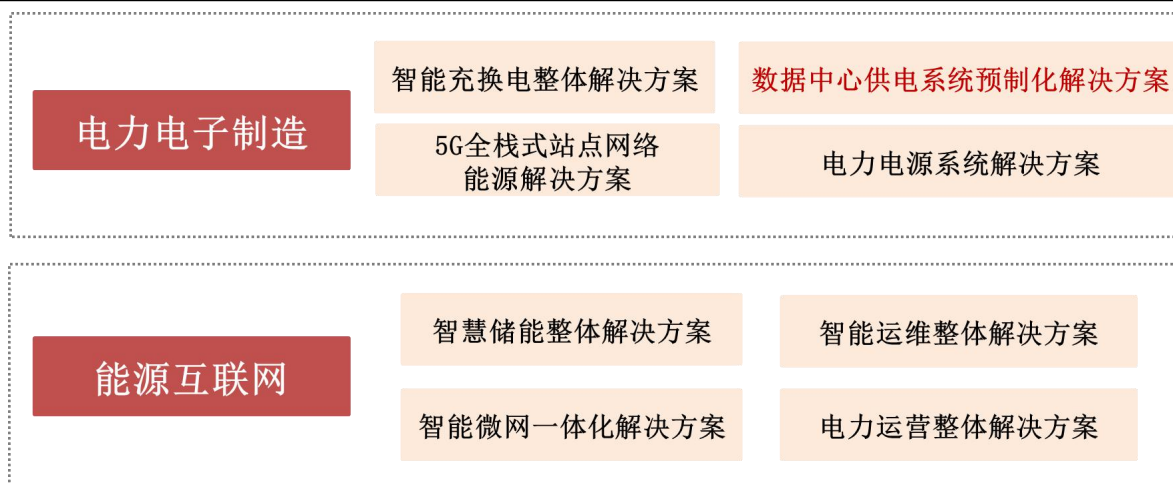 电力电子制造
智能充换电整体解决方案
数据中心供电系统预制化解决方案
5G全栈式站点网络
能源解决方案
电力电源系统解决方案
能源互联网
智慧储能整体解决方案
智能运维整体解决方案
智能微网一体化解决方案
电力运营整体解决方案